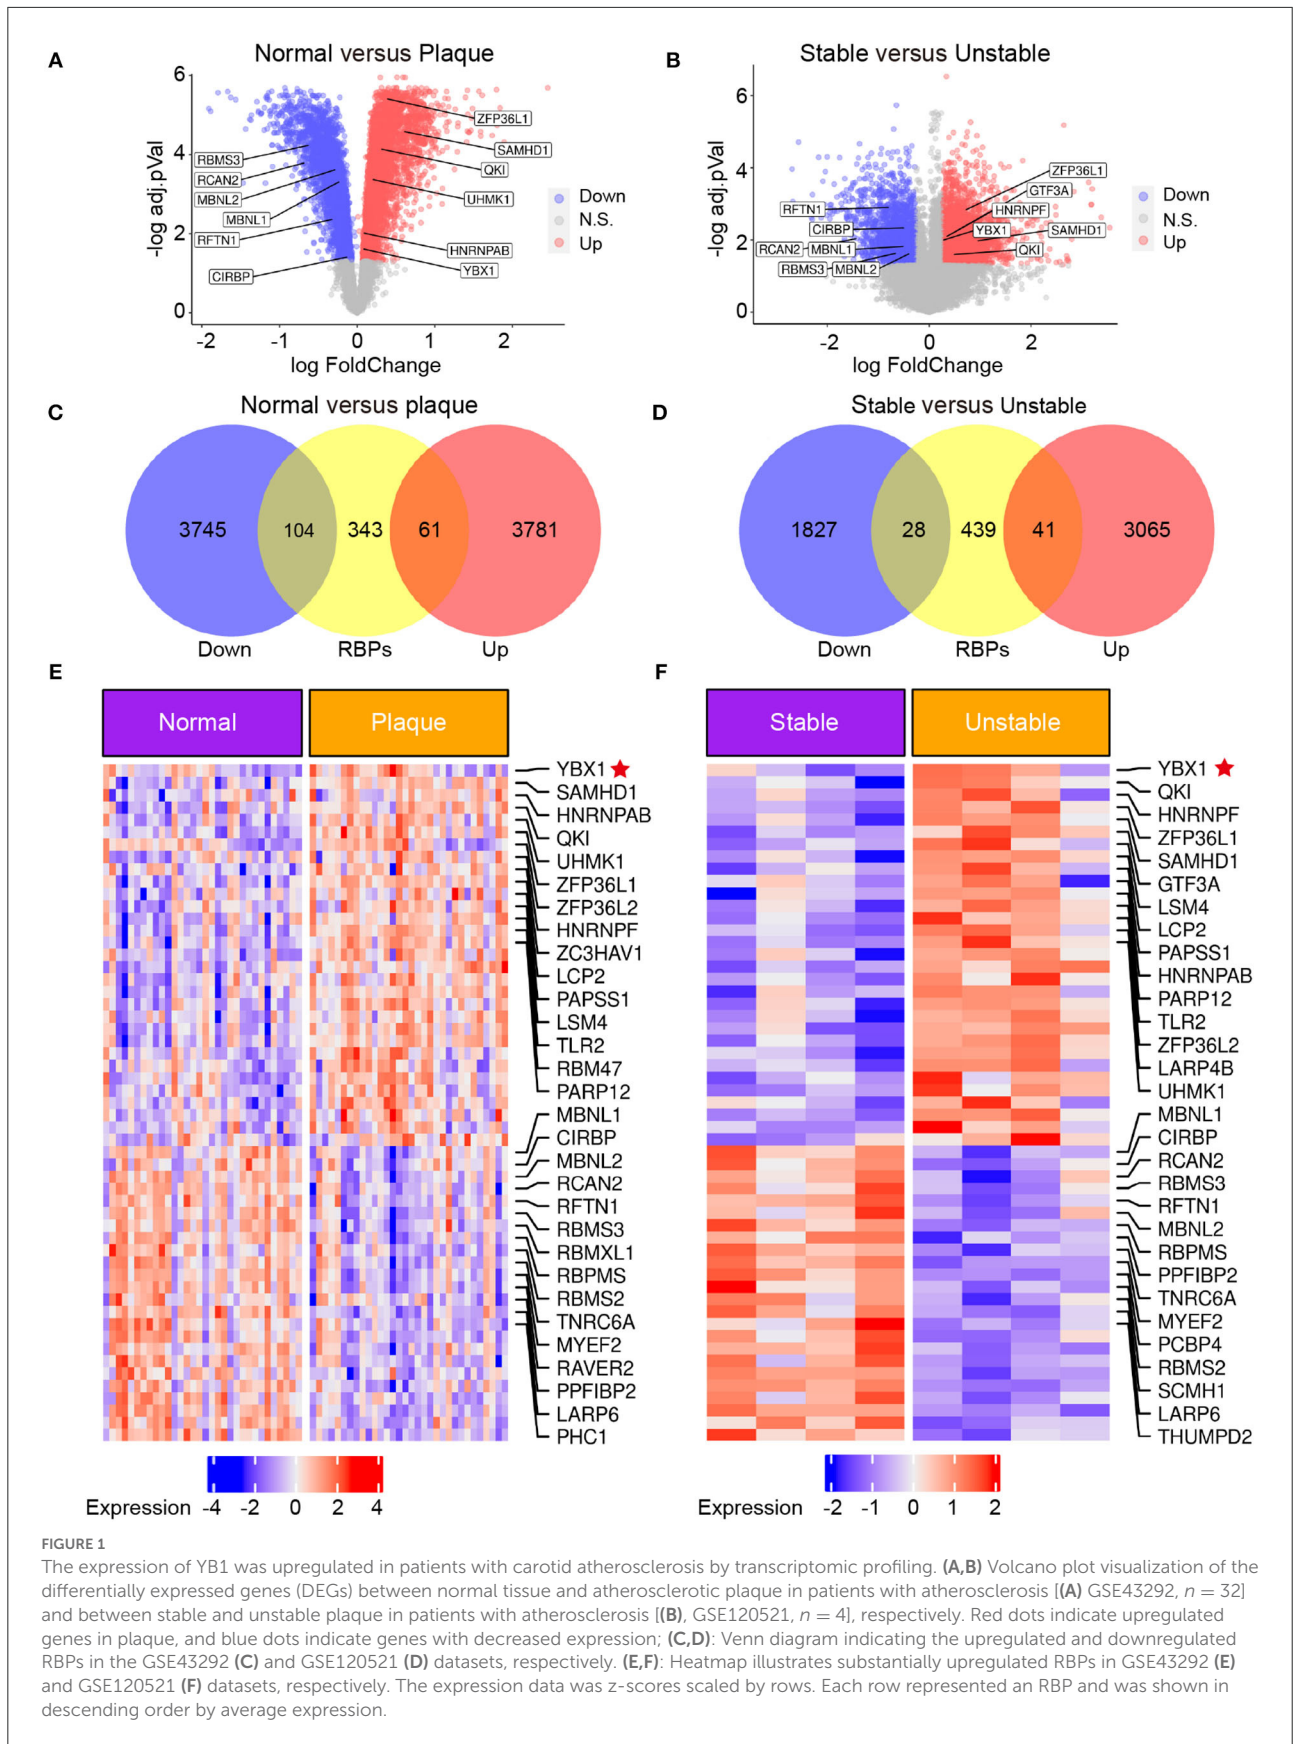 A
Normal versus Plaque
-log adj.pVal
6
4
2
0
-2
-1
0
1
2
log FoldChange
RBMS3
RCAN2
MBNL2
MBNL1
RFTN1
CIRBP
ZFP36L1
SAMHD1
QKI
UHMK1
HNRNPAB
YBX1
Down
N.S.
Up
B
Stable versus Unstable
-log adj.pVal
6
4
2
0
-2
0
2
log FoldChange
RFTN1
CIRBP
RCAN2
MBNL1
RBMS3
MBNL2
ZFP36L1
GTF3A
HNRNPF
YBX1
SAMHD1
QKI
Down
N.S.
Up
C
Normal versus plaque
3745
104
343
61
3781
Down
RBPs
Up
D
Stable versus Unstable
1827
28
439
41
3065
Down
RBPs
Up
E
Normal
Plaque
YBX1
SAMHD1
HNRNPAB
QKI
UHMK1
ZFP36L1
ZFP36L2
HNRNPF
ZC3HAV1
LCP2
PAPSS1
LSM4
TLR2
RBM47
PARP12
MBNL1
CIRBP
MBNL2
RCAN2
RFTN1
RBMS3
RBMXL1
RBPMS
RBMS2
TNRC6A
MYEF2
RAVER2
PPFIBP2
LARP6
PHC1
Expression
-4
-2
0
2
4
F
Stable
Unstable
YBX1
QKI
HNRNPF
ZFP36L1
SAMHD1
GTF3A
LSM4
LCP2
PAPSS1
HNRNPAB
PARP12
TLR2
ZFP36L2
LARP4B
UHMK1
MBNL1
CIRBP
RCAN2
RBMS3
RFTN1
MBNL2
RBPMS
PPFIBP2
TNRC6A
MYEF2
PCBP4
RBMS2
SCMH1
LARP6
THUMPD2
Expression
-2
-1
0
1
2
FIGURE 1
The expression of YB1 was upregulated in patients with carotid atherosclerosis by transcriptomic profiling. (A,B) Volcano plot visualization of the
differentially expressed genes (DEGs) between normal tissue and atherosclerotic plaque in patients with atherosclerosis [(A) GSE43292, n = 32]
and between stable and unstable plaque in patients with atherosclerosis [(B), GSE120521, n = 4], respectively. Red dots indicate upregulated
genes in plaque, and blue dots indicate genes with decreased expression; (C,D): Venn diagram indicating the upregulated and downregulated
RBPs in the GSE43292 (C) and GSE120521 (D) datasets, respectively. (E,F): Heatmap illustrates substantially upregulated RBPs in GSE43292 (E)
and GSE120521 (F) datasets, respectively. The expression data was z-scores scaled by rows. Each row represented an RBP and was shown in
descending order by average expression.